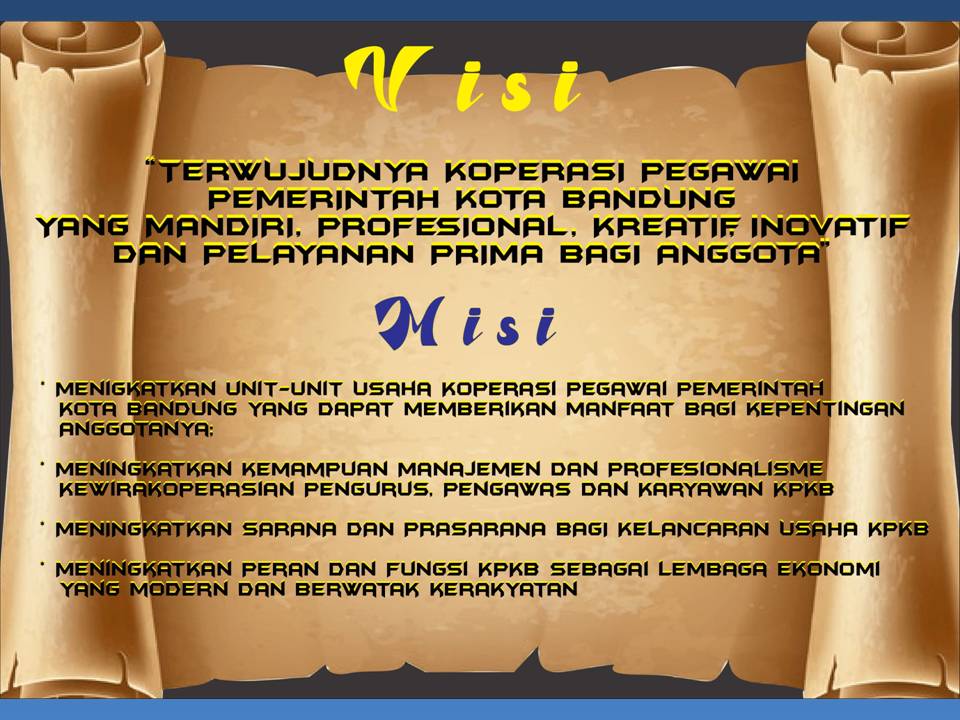 Visi
"TERWUJUDNYA KOPERASI PEGAWAI
PEMERINTAH KOTA BANDUNG
YANG MANDIRI, PROFESIONAL, KREATIF, INOVATIF
DAN PELAYANAN PRIMA BAGI ANGGOTA"
Misi
* MENIGKATKAN UNIT-UNIT USAHA KOPERASI PEGAWAI PEMERINTAH
KOTA BANDUNG YANG DAPAT MEMBERIKAN MANFAAT BAGI KEPENTINGAN
ANGGOTANYA;
* MENINGKATKAN KEMAMPUAN MANAJEMEN DAN PROFESIONALISME
KEWIRAKOPERASIAN PENGURUS, PENGAWAS DAN KARYAWAN KPKB
* MENINGKATKAN SARANA DAN PRASARANA BAGI KELANCARAN USAHA KPKB
* MENINGKATKAN PERAN DAN FUNGSI KPKB SEBAGAI LEMBAGA EKONOMI
YANG MODERN DAN BERWATAK KERAKYATAN